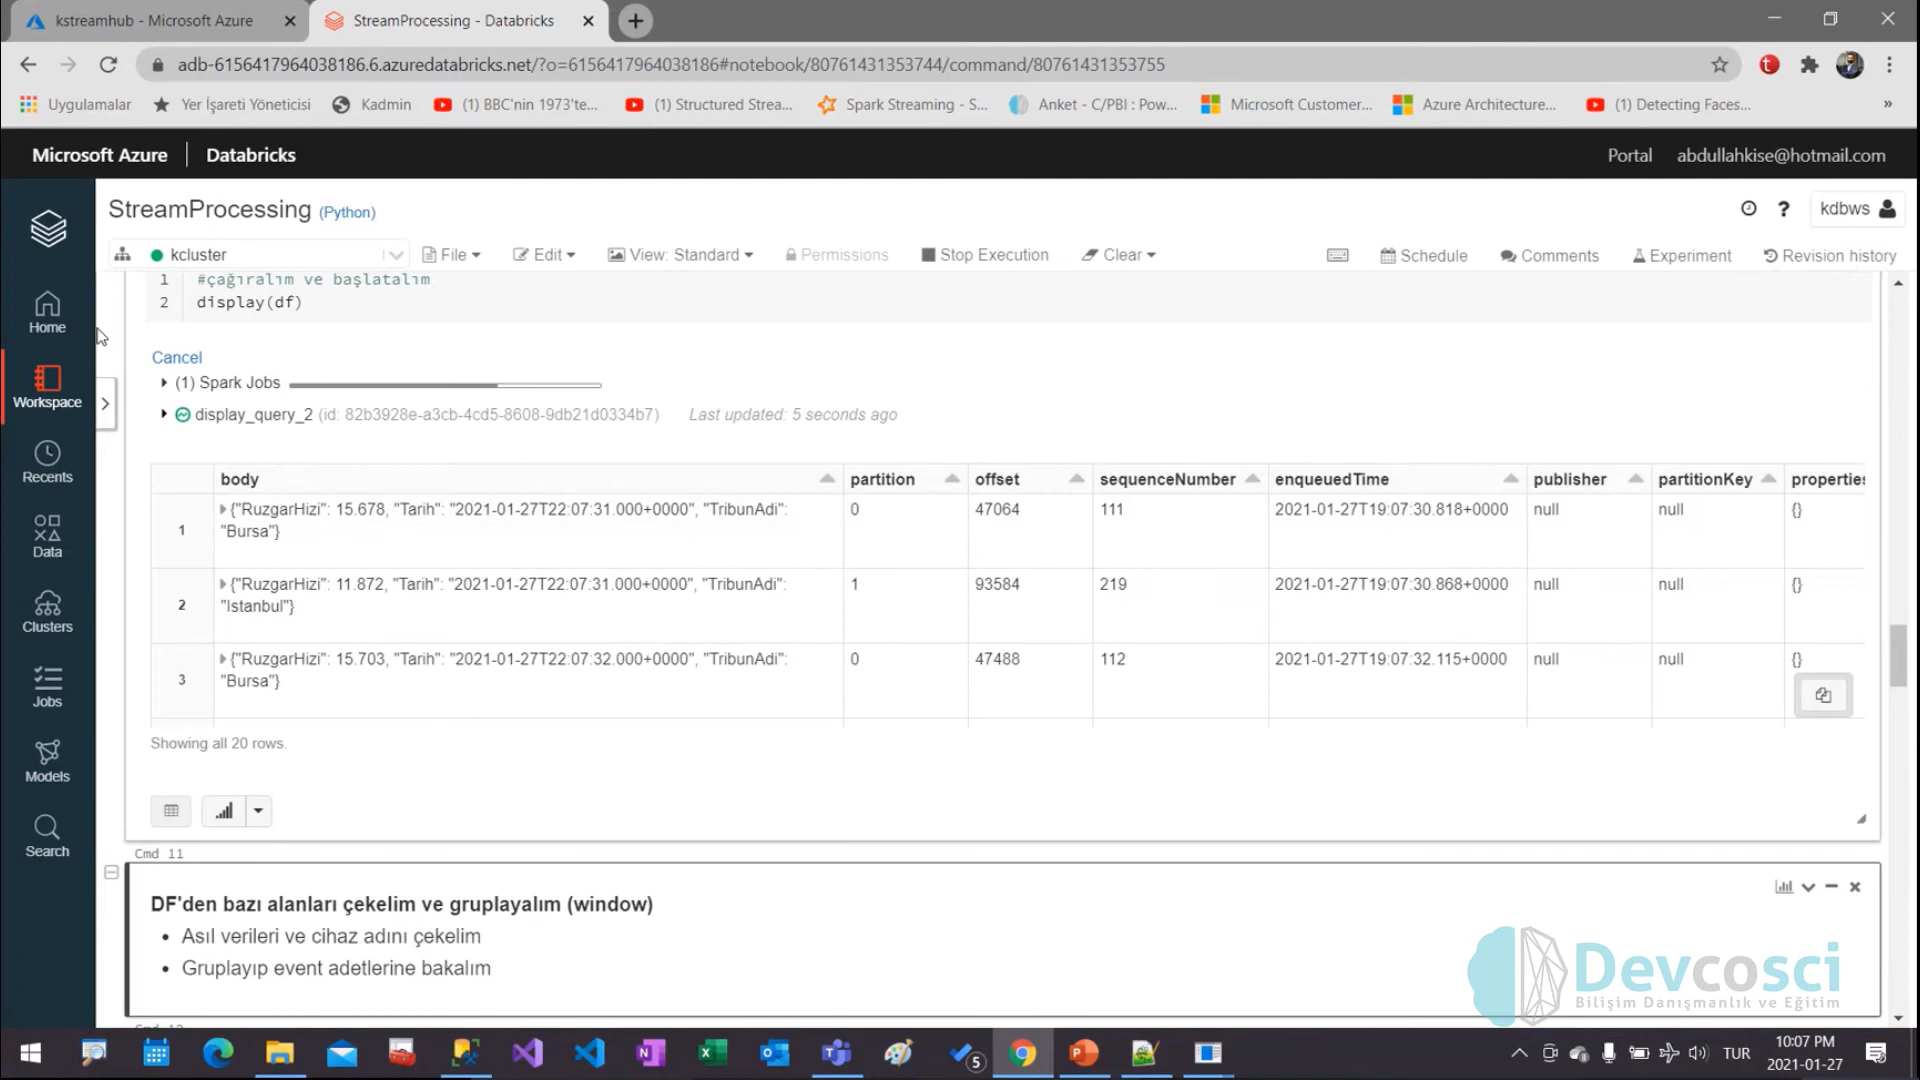 kstreamhub - Microsoft Azure
StreamProcessing - Databricks
adb-6156417964038186.6.azuredatabricks.net/?o=6156417964038186#notebook/80761431353744/command/80761431353755
Uygulamalar
Yer İşareti Yöneticisi
Kadmin
(1) BBC'nin 1973'te...
(1) Structured Strea...
Spark Streaming - S...
Anket - C/PBI : Pow...
Microsoft Customer...
Azure Architecture...
(1) Detecting Faces...
»
Microsoft Azure | Databricks
Portal
abdullahkise@hotmail.com
StreamProcessing (Python)
? kdbws
kcluster
File
Edit
View: Standard
Permissions
Stop Execution
Clear
Schedule
Comments
Experiment
Revision history
Home
Workspace
Recents
Data
Clusters
Jobs
Models
Search
1 #çağıralım ve başlatalım
2 display(df)
Cancel
(1) Spark Jobs
display_query_2 (id: 82b3928e-a3cb-4cd5-8608-9db21d0334b7) Last updated: 5 seconds ago
body partition offset sequenceNumber enqueuedTime publisher partitionKey properties
1 {"RuzgarHizi": 15.678, "Tarih": "2021-01-27T22:07:31.000+0000", "TribunAdi": 0 47064 111 2021-01-27T19:07:30.818+0000 null null {}
"Bursa"}
2 {"RuzgarHizi": 11.872, "Tarih": "2021-01-27T22:07:31.000+0000", "TribunAdi": 1 93584 219 2021-01-27T19:07:30.868+0000 null null {}
"Istanbul"}
3 {"RuzgarHizi": 15.703, "Tarih": "2021-01-27T22:07:32.000+0000", "TribunAdi": 0 47488 112 2021-01-27T19:07:32.115+0000 null null {}
"Bursa"}
Showing all 20 rows.
Cmd 11
DF'den bazı alanları çekelim ve gruplayalım (window)
• Asıl verileri ve cihaz adını çekelim
• Gruplayıp event adetlerine bakalım
Devcosci
Bilişim Danışmanlık ve Eğitim
5
TUR
10:07 PM
2021-01-27